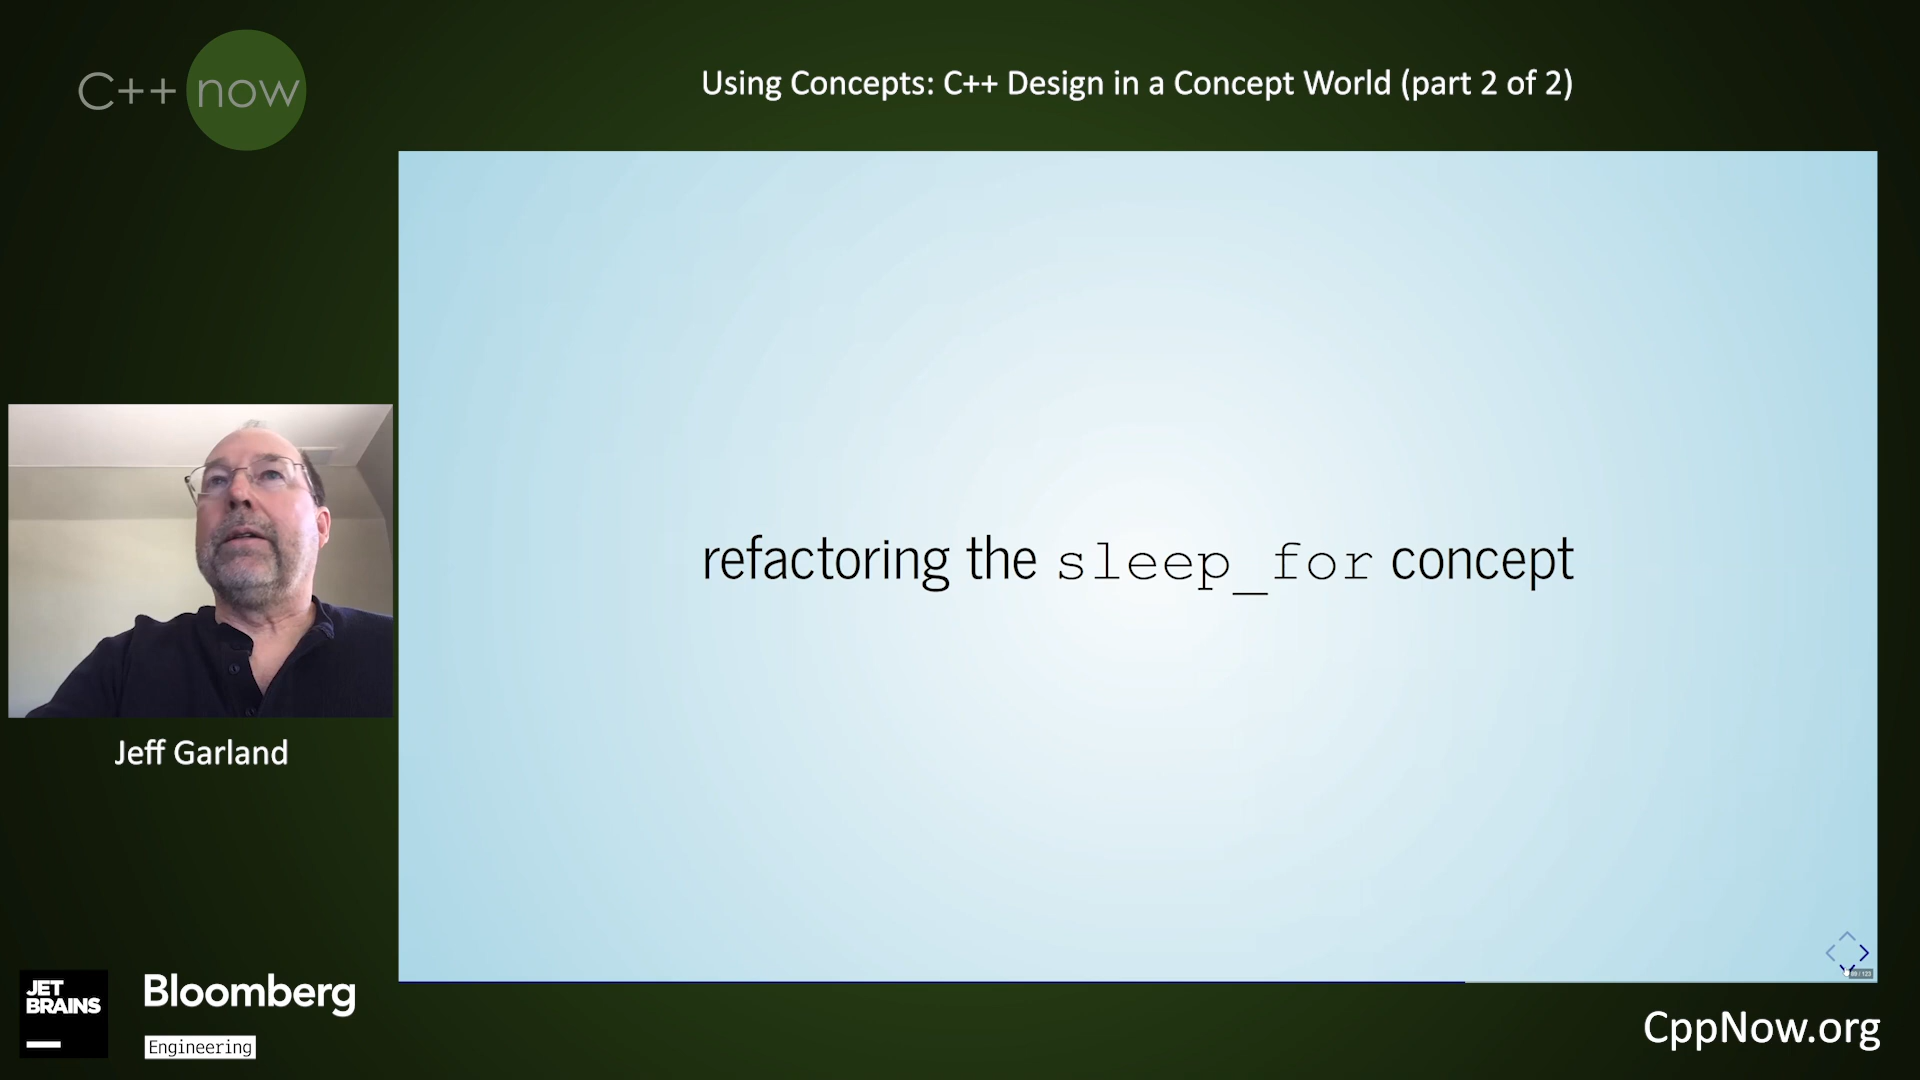 C++ now
Using Concepts: C++ Design in a Concept World (part 2 of 2)
refactoring the sleep_for concept
Jeff Garland
JET
BRAINS
Bloomberg
Engineering
CppNow.org